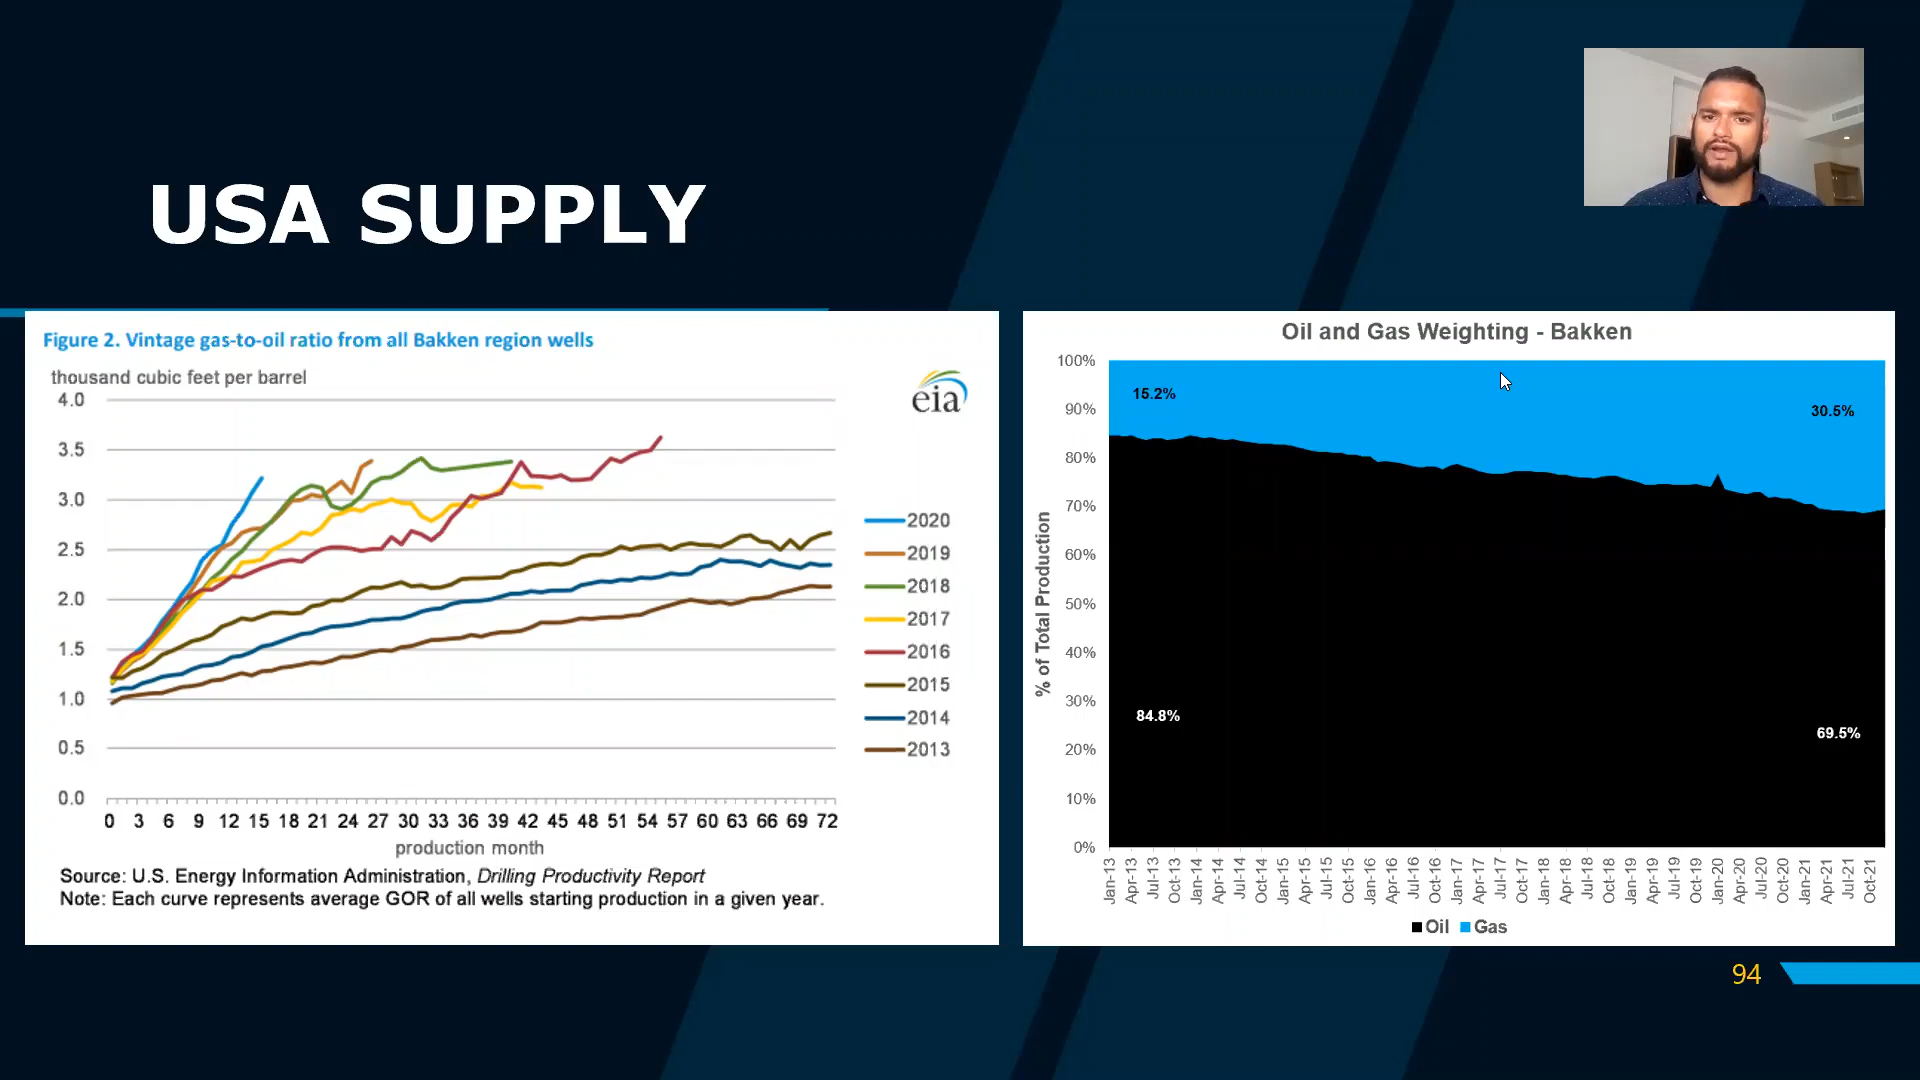 USA SUPPLY
Figure 2. Vintage gas-to-oil ratio from all Bakken region wells
thousand cubic feet per barrel
eia
4.0
3.5
3.0
2.5
2.0
1.5
1.0
0.5
0.0
0 3 6 9 12 15 18 21 24 27 30 33 36 39 42 45 48 51 54 57 60 63 66 69 72
production month
2020
2019
2018
2017
2016
2015
2014
2013
Source: U.S. Energy Information Administration, Drilling Productivity Report
Note: Each curve represents average GOR of all wells starting production in a given year.
Oil and Gas Weighting - Bakken
% of Total Production
100%
90%
80%
70%
60%
50%
40%
30%
20%
10%
0%
15.2%
30.5%
84.8%
69.5%
Jan-13 Apr-13 Jul-13 Oct-13 Jan-14 Apr-14 Jul-14 Oct-14 Jan-15 Apr-15 Jul-15 Oct-15 Jan-16 Apr-16 Jul-16 Oct-16 Jan-17 Apr-17 Jul-17 Oct-17 Jan-18 Apr-18 Jul-18 Oct-18 Jan-19 Apr-19 Jul-19 Oct-19 Jan-20 Apr-20 Jul-20 Oct-20 Jan-21 Apr-21 Jul-21 Oct-21
Oil Gas
94